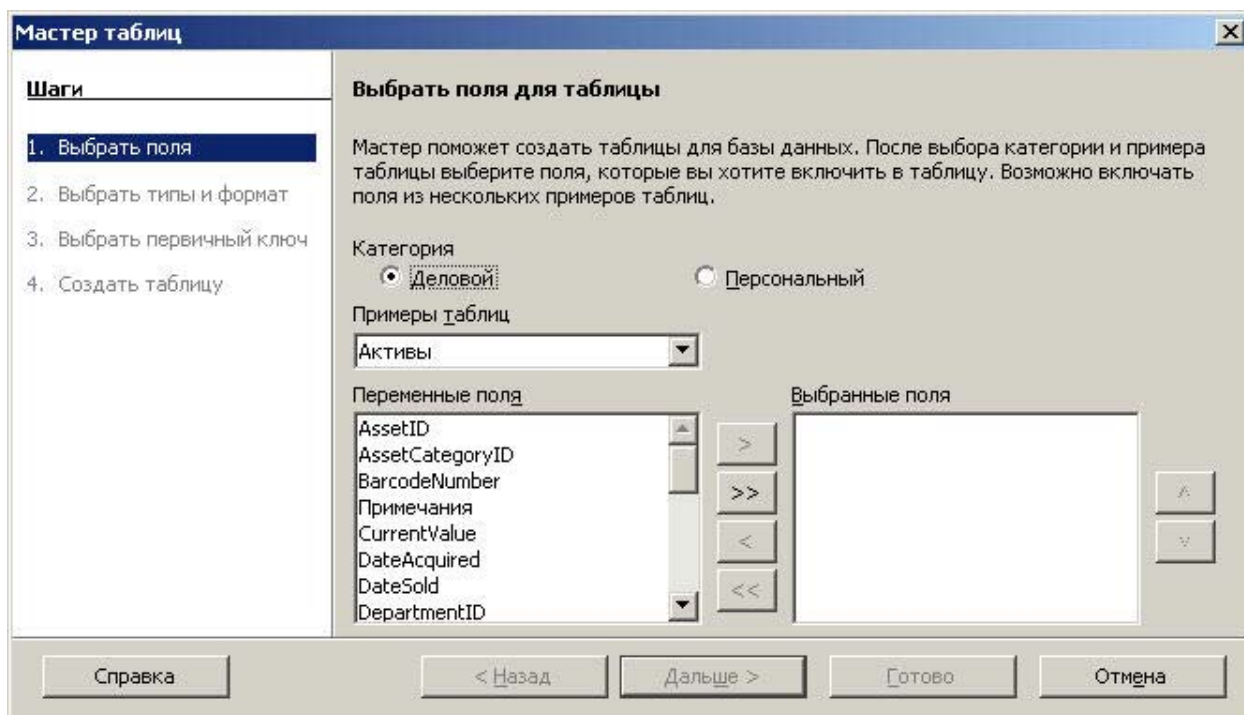 Мастер таблиц
Шаги
1. Выбрать поля
2. Выбрать типы и формат
3. Выбрать первичный ключ
4. Создать таблицу
Выбрать поля для таблицы
Мастер поможет создать таблицы для базы данных. После выбора категории и примера
таблицы выберите поля, которые вы хотите включить в таблицу. Возможно включать
поля из нескольких примеров таблиц.
Категория
Деловой
Персональный
Примеры таблиц
Активы
Переменные поля
AssetID
AssetCategoryID
BarcodeNumber
Примечания
CurrentValue
DateAcquired
DateSold
DepartmentID
>
>>
<
<<
Выбранные поля
^
v
Справка
< Назад
Дальше >
Готово
Отмена